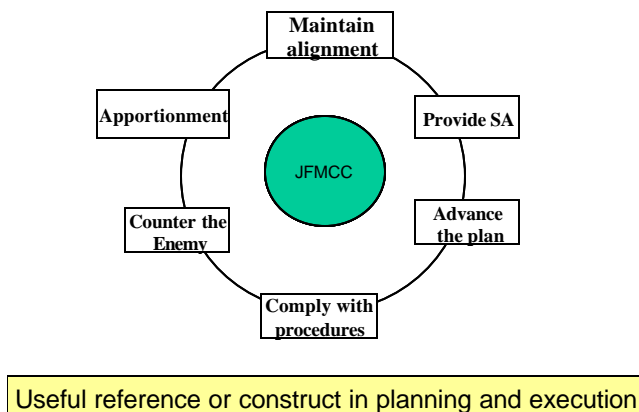 Maintain
alignment
Apportionment
Provide SA
JFMCC
Counter the
Enemy
Advance
the plan
Comply with
procedures
Useful reference or construct in planning and execution